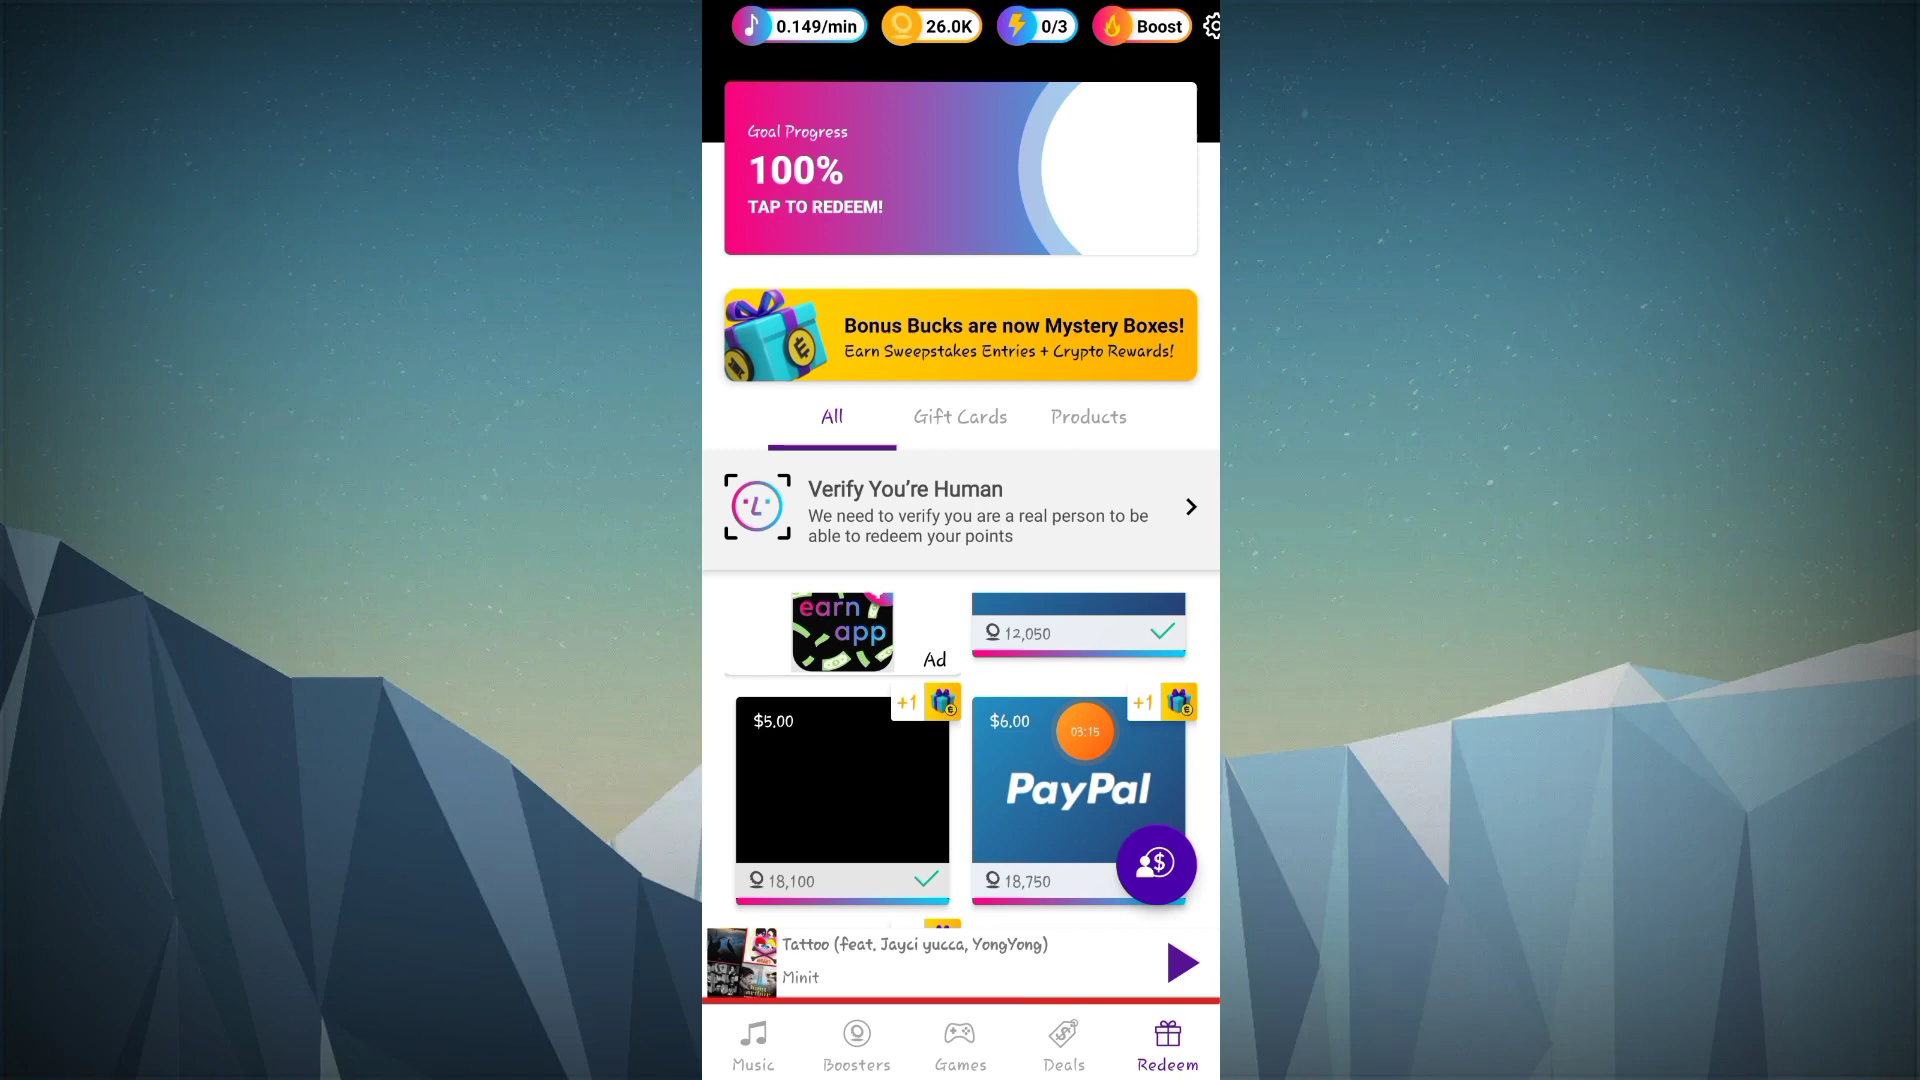 0.149/min
26.0K
0/3
Boost
Goal Progress
100%
TAP TO REDEEM!
Bonus Bucks are now Mystery Boxes!
Earn Sweepstakes Entries + Crypto Rewards!
All
Gift Cards
Products
Verify You’re Human
We need to verify you are a real person to be
able to redeem your points
earn
app
Ad
12,050
$5.00
+1
18,100
$6.00
03:15
+1
PayPal
18,750
Tattoo (feat. Jayci yucca, YongYong)
Minit
Music
Boosters
Games
Deals
Redeem